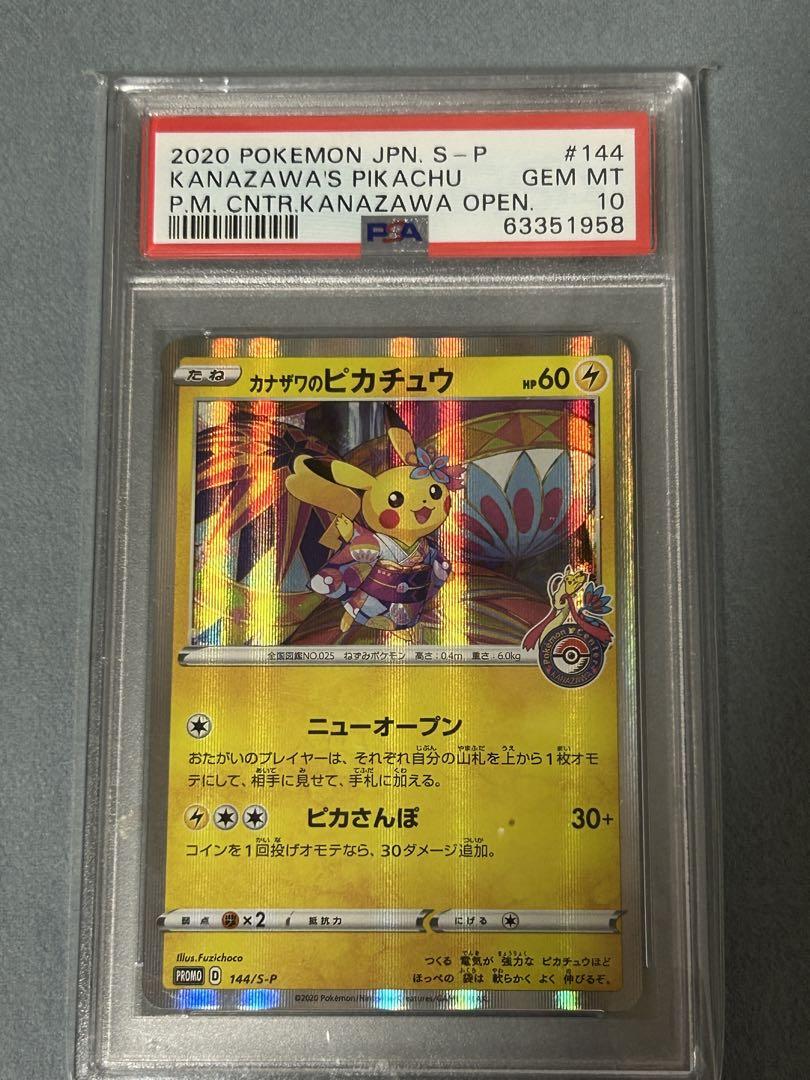 2020 POKEMON JPN. S-P #144
KANAZAWA'S PIKACHU GEM MT
P.M. CNTR.KANAZAWA OPEN. 10
PSA 63351958
たね カナザワのピカチュウ HP60
全国図鑑NO.025 ねずみポケモン 高さ:0.4m 重さ:6.0kg
Pokémon center
KANAZAWA
ニューオープン
おたがいのプレイヤーは、それぞれ自分の山札を上から1枚オモ
テにして、相手に見せて、手札に加える。
ピカさんぽ 30+
コインを1回投げオモテなら、30ダメージ追加。
弱点 ×2 抵抗力 にげる
Illus.Fuzichoco
PROMO D 144/S-P
つくる 電気が 強力な ピカチュウほど
ほっぺの 袋は 軟らかく よく 伸びるぞ。
©2020 Pokémon/Nintendo/Creatures/GAME FREAK.